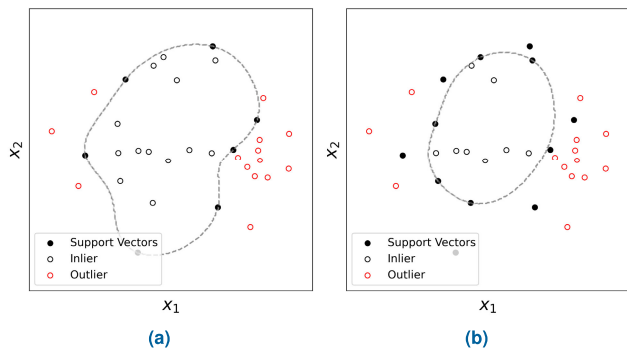 x₂
Support Vectors
Inlier
Outlier
x₁
(a)
x₂
Support Vectors
Inlier
Outlier
x₁
(b)